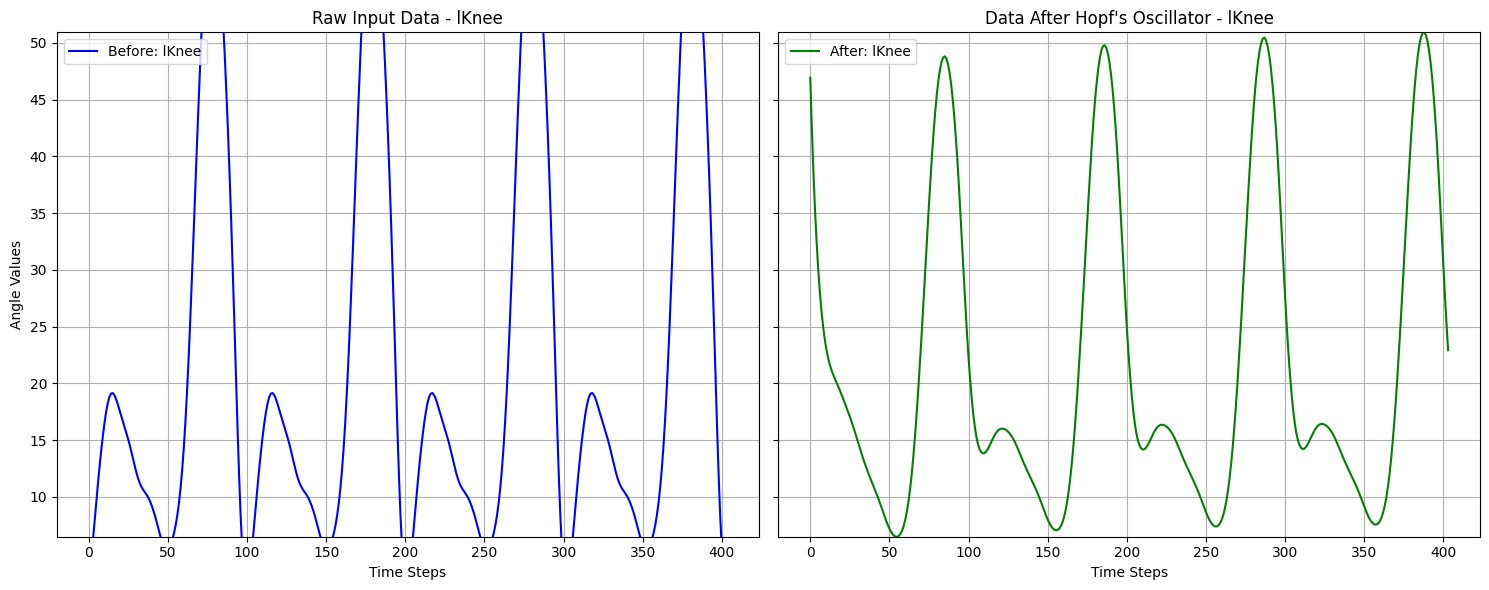 Raw Input Data - lKnee
Before: lKnee
50
45
40
35
30
25
20
15
10
Angle Values
0 50 100 150 200 250 300 350 400
Time Steps
Data After Hopf's Oscillator - lKnee
After: lKnee
0 50 100 150 200 250 300 350 400
Time Steps